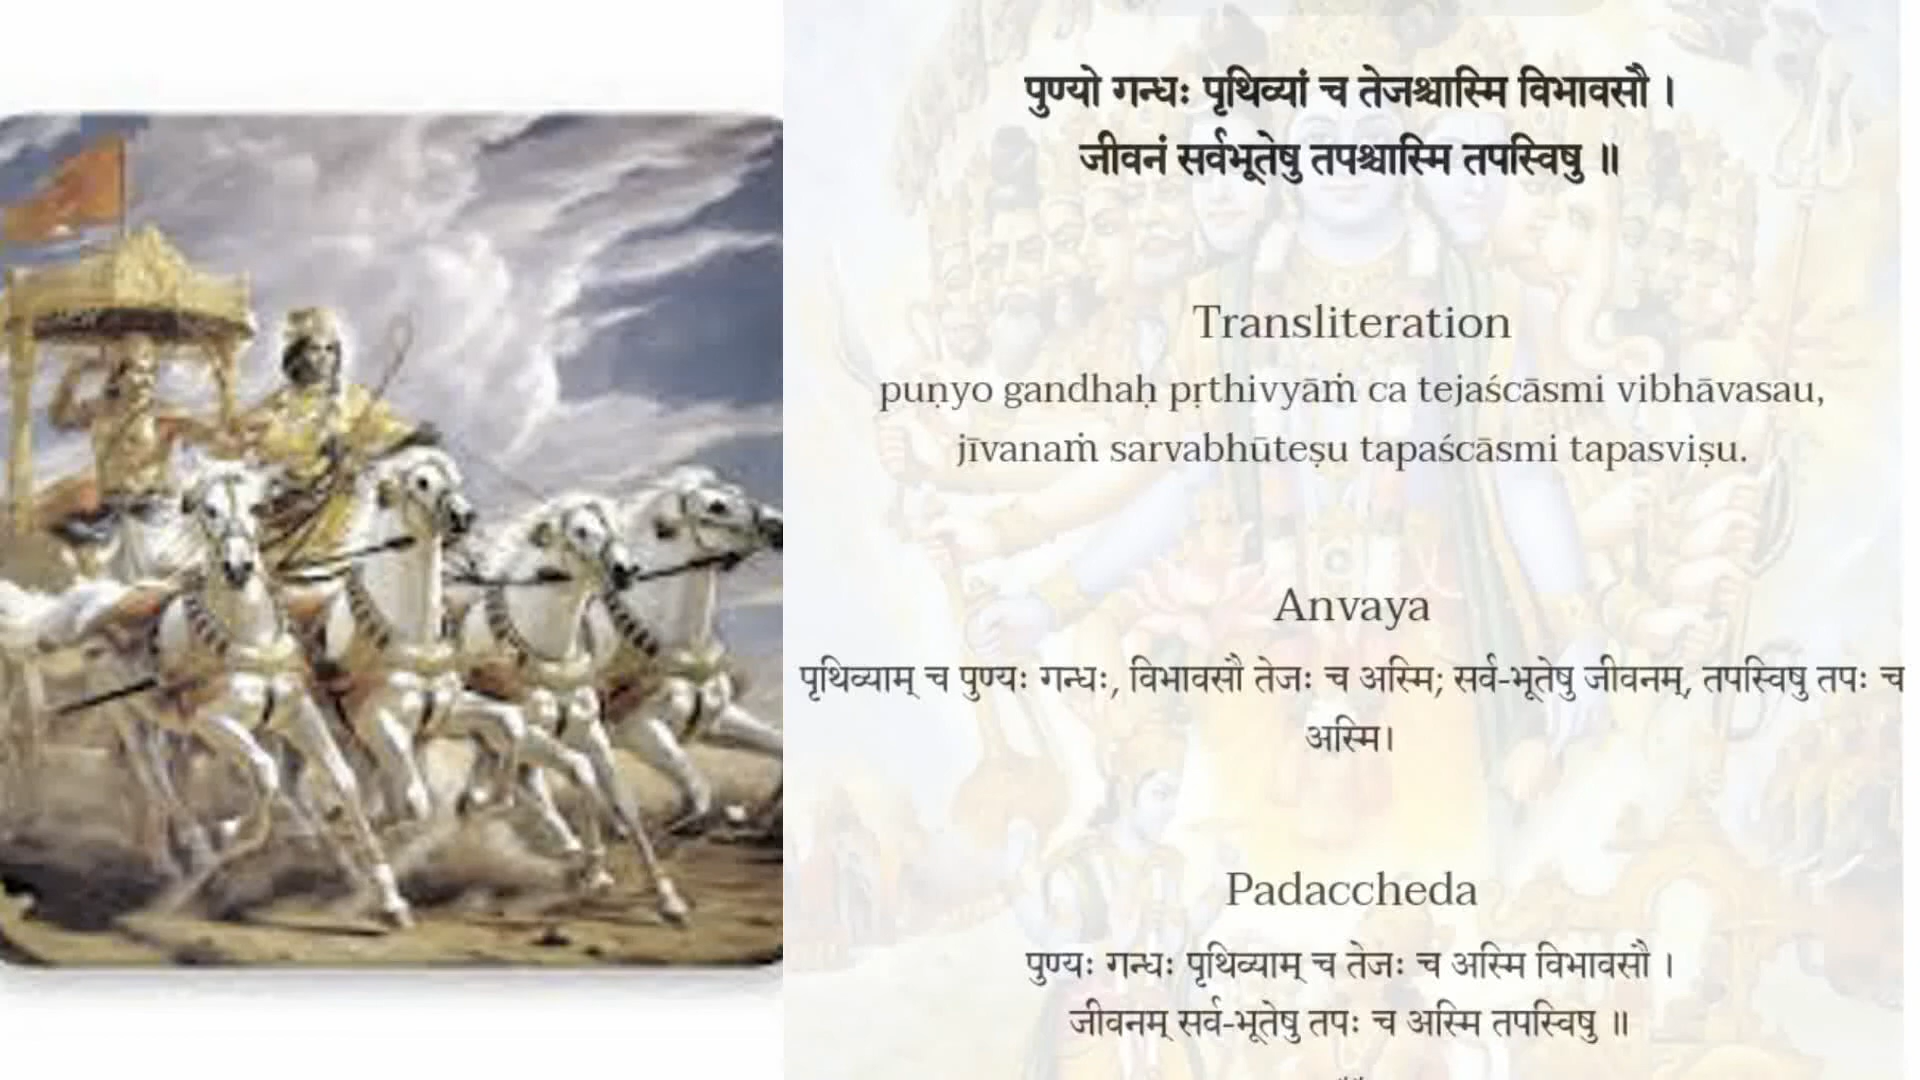 पुण्यो गन्धः पृथिव्यां च तेजश्चास्मि विभावसौ ।
जीवनं सर्वभूतेषु तपश्चास्मि तपस्विषु ॥
Transliteration
puṇyo gandhaḥ pṛthivyāṁ ca tejaścāsmi vibhāvasau,
jīvanaṁ sarvabhūteṣu tapaścāsmi tapasviṣu.
Anvaya
पृथिव्याम् च पुण्यः गन्धः, विभावसौ तेजः च अस्मि; सर्व-भूतेषु जीवनम्, तपस्विषु तपः च
अस्मि।
Padaccheda
पुण्यः गन्धः पृथिव्याम् च तेजः च अस्मि विभावसौ ।
जीवनम् सर्व-भूतेषु तपः च अस्मि तपस्विषु ॥